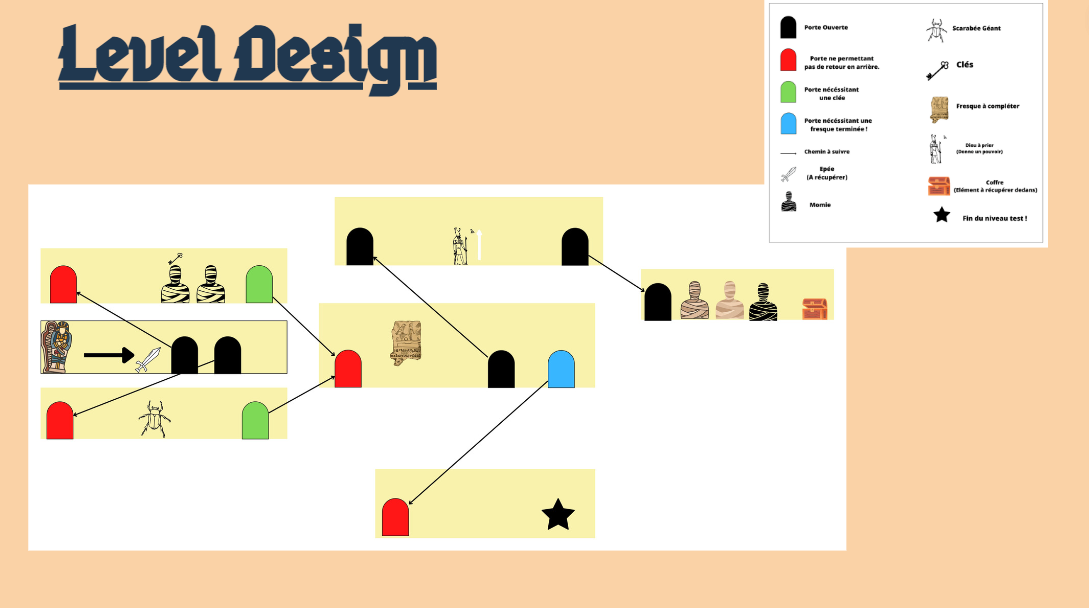 Level Design
Porte Ouverte
Porte ne permettant
pas de retour en arrière.
Porte nécéssitant
une clée
Porte nécéssitant une
fresque terminée !
Chemin à suivre
Epée
(A récupérer)
Momie
Scarabée Géant
Clés
Fresque à compléter
Dieu à prier
(Donne un pouvoir)
Coffre
(Elément à récupérer dedans)
Fin du niveau test !